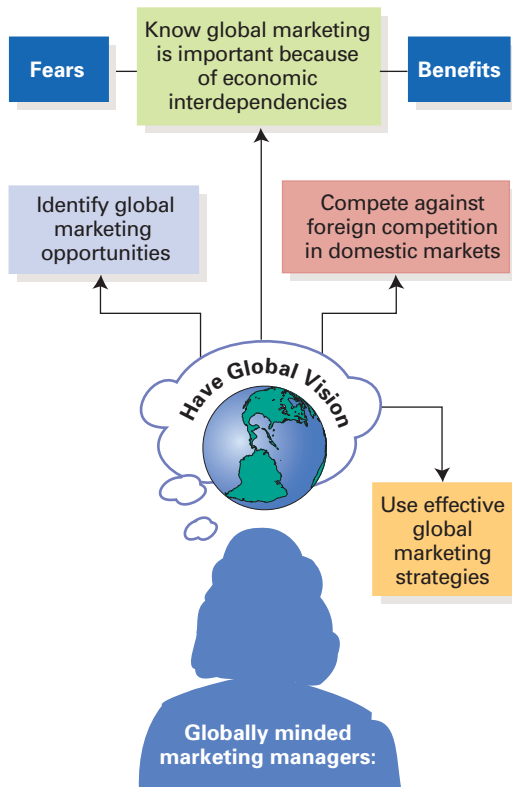 Fears
Know global marketing
is important because
of economic
interdependencies
Benefits
Identify global
marketing
opportunities
Compete against
foreign competition
in domestic markets
Have Global Vision
Use effective
global
marketing
strategies
Globally minded
marketing managers: